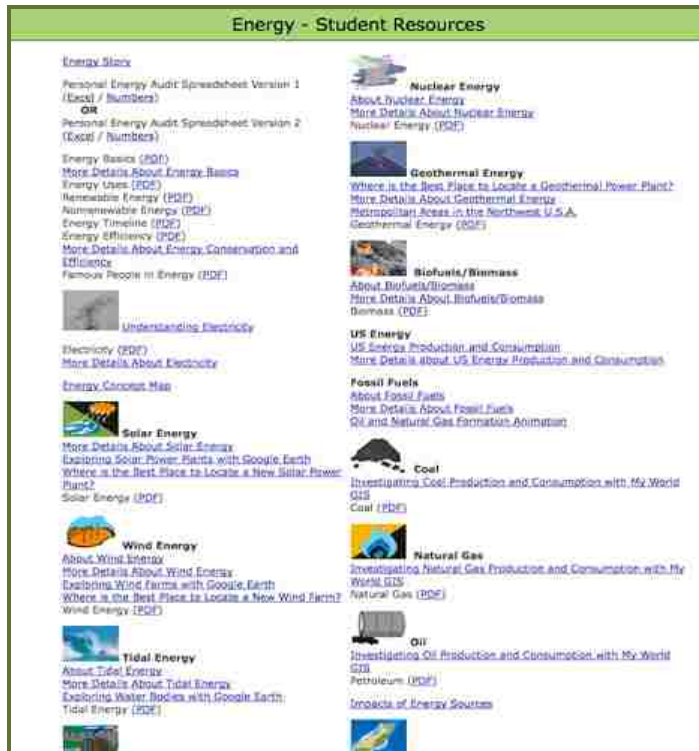 Energy - Student Resources
Energy Story
Personal Energy Audit Spreadsheet Version 1
(Excel / Numbers)
OR
Personal Energy Audit Spreadsheet Version 2
(Excel / Numbers)
Energy Basics (PDF)
More Details About Energy Basics
Energy Uses (PDF)
Renewable Energy (PDF)
Nonrenewable Energy (PDF)
Energy Timeline (PDF)
Energy Efficiency (PDF)
More Details About Energy Conservation and
Efficiency
Famous People in Energy (PDF)
Understanding Electricity
Electricity (PDF)
More Details About Electricity
Energy Concept Map
Solar Energy
More Details About Solar Energy
Exploring Solar Power Plants with Google Earth
Where is the Best Place to Locate a New Solar Power
Plant?
Solar Energy (PDF)
Wind Energy
About Wind Energy
More Details About Wind Energy
Exploring Wind Farms with Google Earth
Where is the Best Place to Locate a New Wind Farm?
Wind Energy (PDF)
Tidal Energy
About Tidal Energy
More Details About Tidal Energy
Exploring Water Bodies with Google Earth
Tidal Energy (PDF)
Nuclear Energy
About Nuclear Energy
More Details About Nuclear Energy
Nuclear Energy (PDF)
Geothermal Energy
Where is the Best Place to Locate a Geothermal Power Plant?
More Details About Geothermal Energy
Metropolitan Areas in the Northwest U.S.A.
Geothermal Energy (PDF)
Biofuels/Biomass
About Biofuels/Biomass
More Details About Biofuels/Biomass
Biomass (PDF)
US Energy
US Energy Production and Consumption
More Details about US Energy Production and Consumption
Fossil Fuels
About Fossil Fuels
More Details About Fossil Fuels
Oil and Natural Gas Formation Animation
Coal
Investigating Coal Production and Consumption with My World
GIS
Coal (PDF)
Natural Gas
Investigating Natural Gas Production and Consumption with My
World GIS
Natural Gas (PDF)
Oil
Investigating Oil Production and Consumption with My World
GIS
Petroleum (PDF)
Impacts of Energy Sources